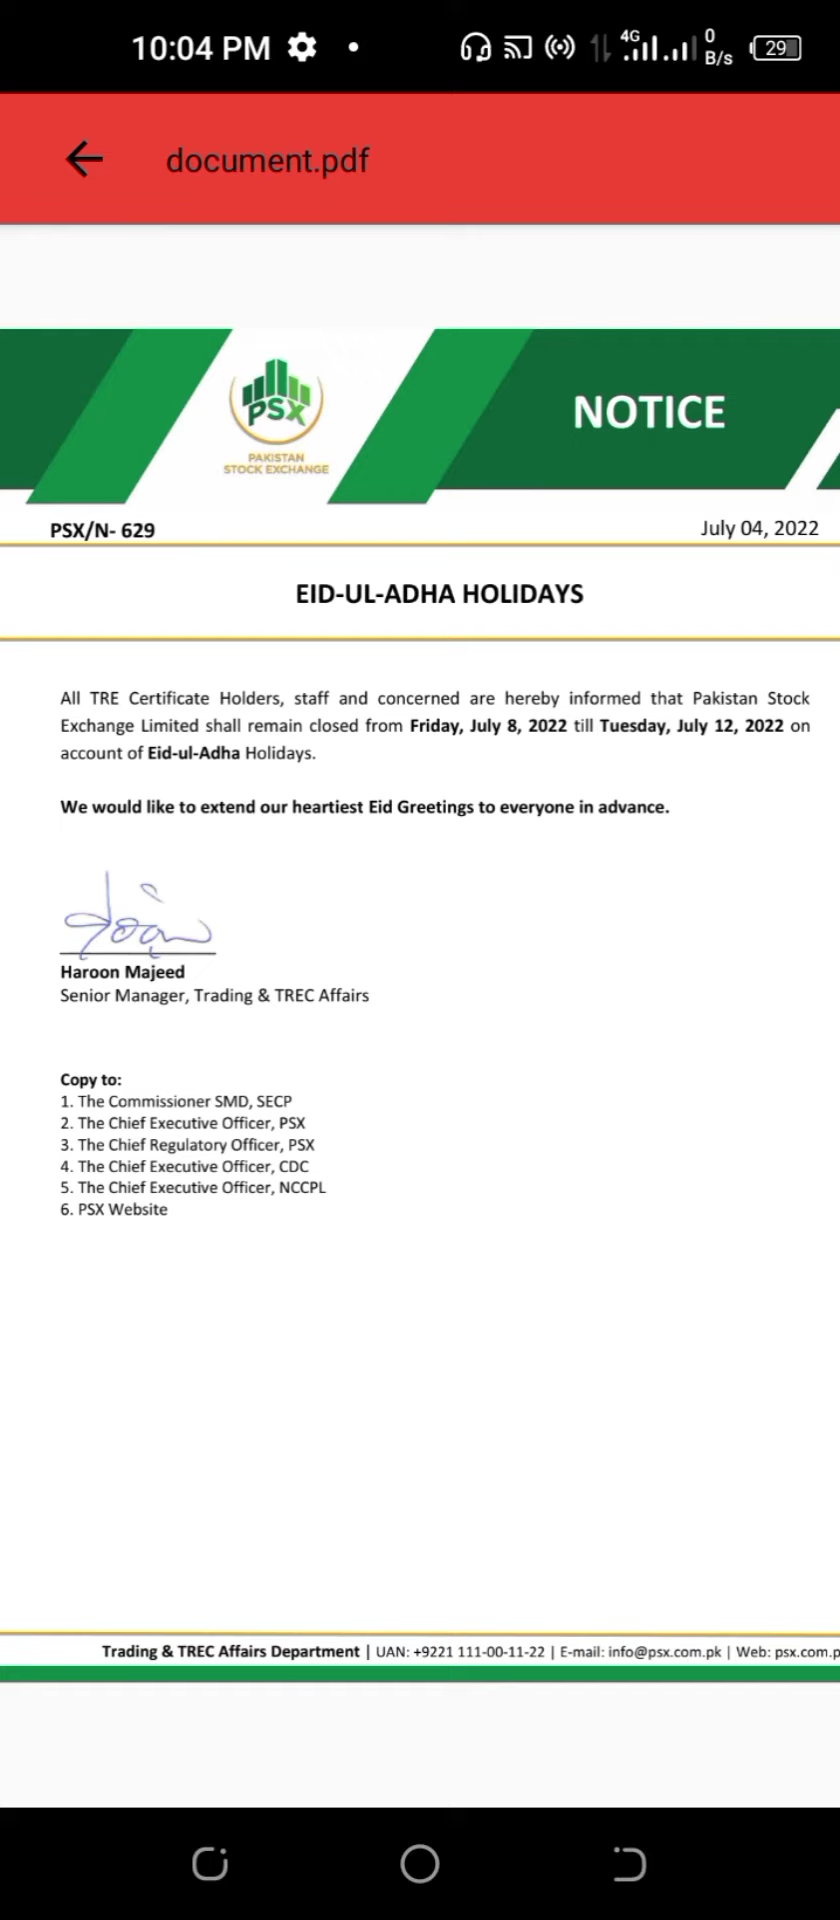 10:04 PM
4G
0
B/s
29
document.pdf
PSX
PAKISTAN
STOCK EXCHANGE
NOTICE
PSX/N- 629
July 04, 2022
EID-UL-ADHA HOLIDAYS
All TRE Certificate Holders, staff and concerned are hereby informed that Pakistan Stock
Exchange Limited shall remain closed from Friday, July 8, 2022 till Tuesday, July 12, 2022 on
account of Eid-ul-Adha Holidays.
We would like to extend our heartiest Eid Greetings to everyone in advance.
Haroon Majeed
Senior Manager, Trading & TREC Affairs
Copy to:
1. The Commissioner SMD, SECP
2. The Chief Executive Officer, PSX
3. The Chief Regulatory Officer, PSX
4. The Chief Executive Officer, CDC
5. The Chief Executive Officer, NCCPL
6. PSX Website
Trading & TREC Affairs Department | UAN: +9221 111-00-11-22 | E-mail: info@psx.com.pk | Web: psx.com.p